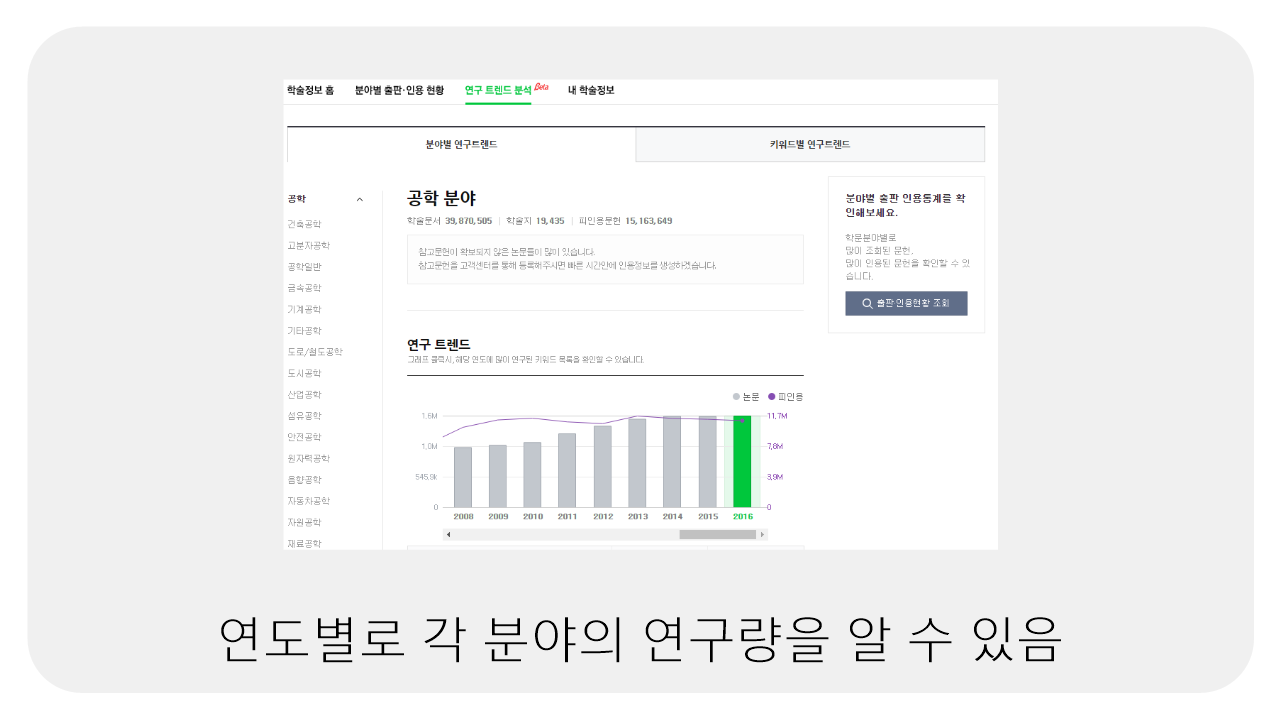 학술정보 홈 분야별 출판·인용 현황 연구 트렌드 분석 Beta 내 학술정보
분야별 연구트렌드 키워드별 연구트렌드
공학
건축공학
고분자공학
공학일반
금속공학
기계공학
기타공학
도로/철도공학
도시공학
산업공학
섬유공학
안전공학
원자력공학
음향공학
자동차공학
자원공학
재료공학
공학 분야
학술문서 39,870,505 학술지 19,435 피인용문헌 15,163,649
참고문헌이 확보되지 않은 논문들이 많이 있습니다.
참고문헌을 고객센터를 통해 등록해주시면 빠른 시간안에 인용정보를 생성하겠습니다.
연구 트렌드
그래프 클릭시, 해당 연도에 많이 연구된 키워드 목록을 확인할 수 있습니다.
논문 피인용
1.6M 11.7M
1.0M 7.8M
545.9k 3.9M
0 0
2008 2009 2010 2011 2012 2013 2014 2015 2016
분야별 출판 인용통계를 확
인해보세요.
학문분야별로
많이 조회된 문헌,
많이 인용된 문헌을 확인할 수 있
습니다.
출판 인용현황 조회
연도별로 각 분야의 연구량을 알 수 있음